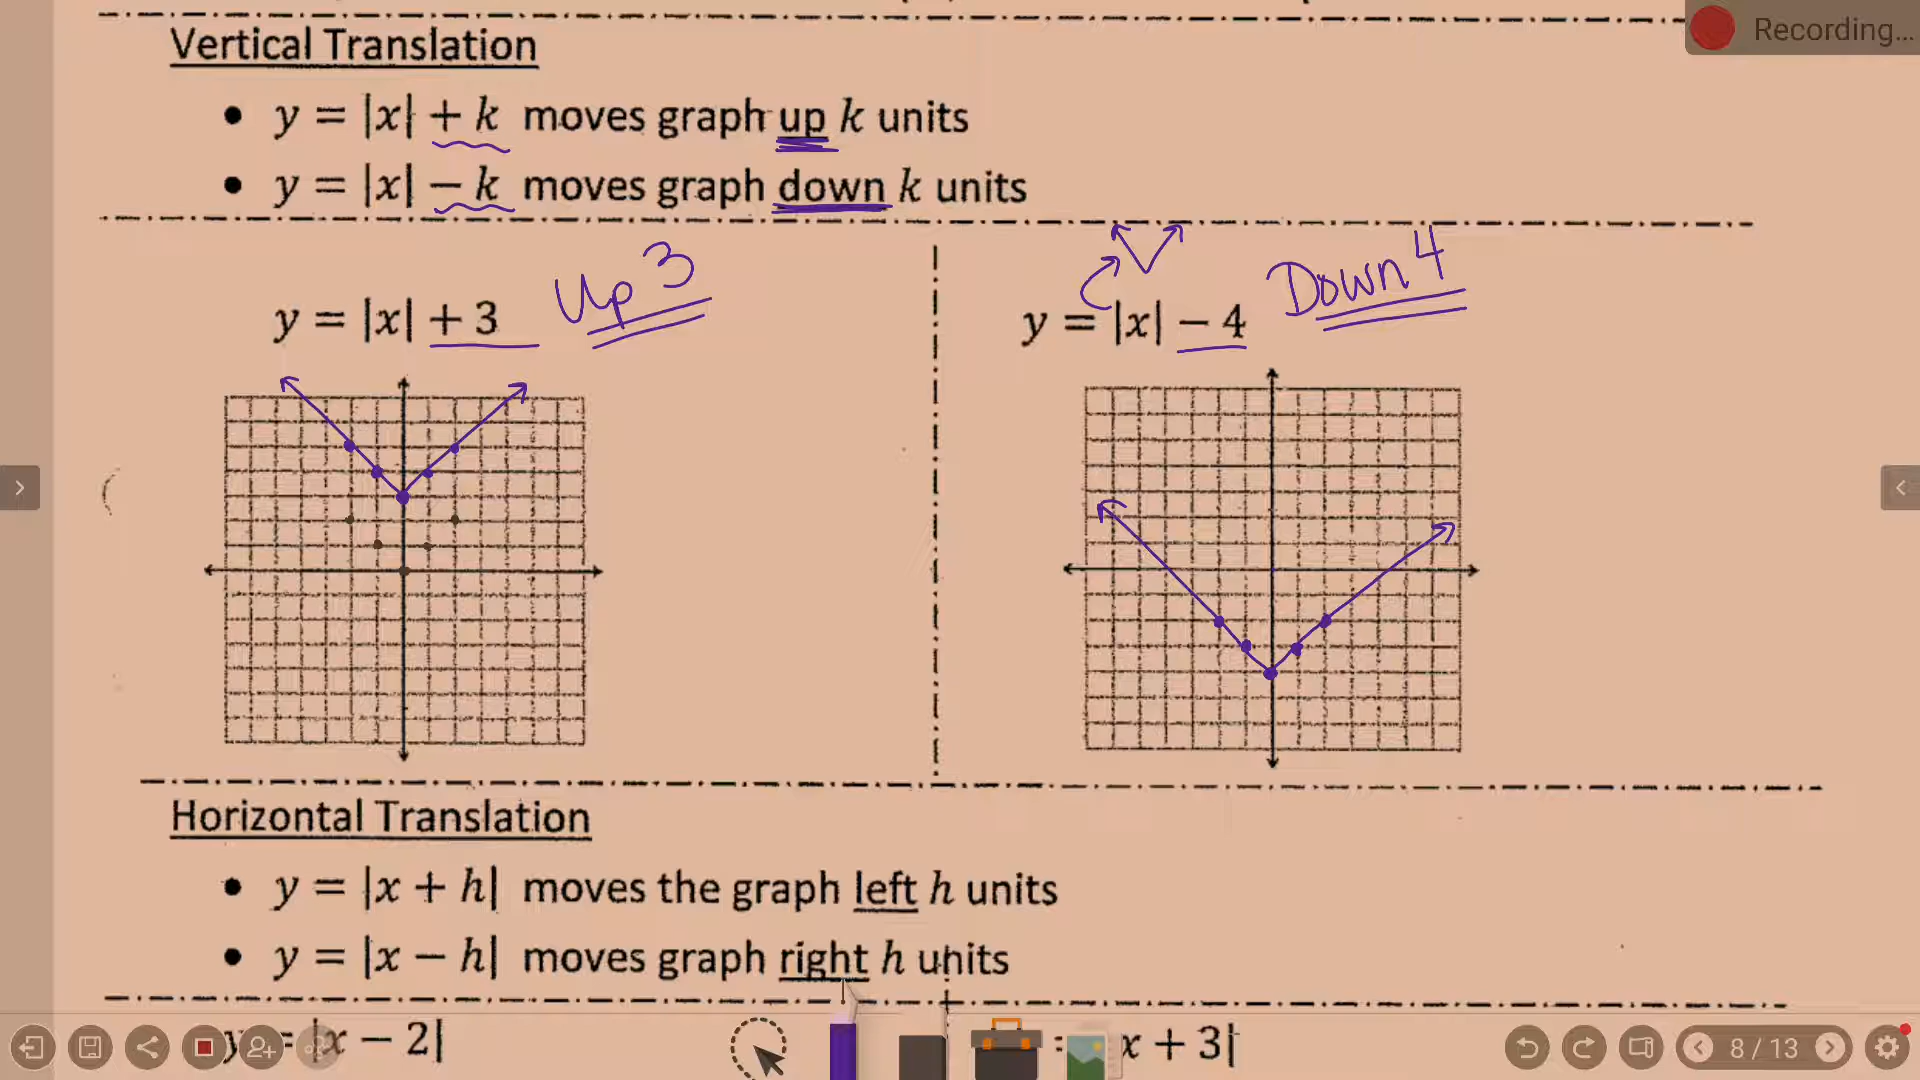 Recording...
Vertical Translation
• y = |x| + k moves graph up k units
• y = |x| − k moves graph down k units
y = |x| + 3 Up 3
y = |x| − 4 Down 4
Horizontal Translation
• y = |x + h| moves the graph left h units
• y = |x − h| moves graph right h units
y = |x − 2|
= x + 3|
8 / 13